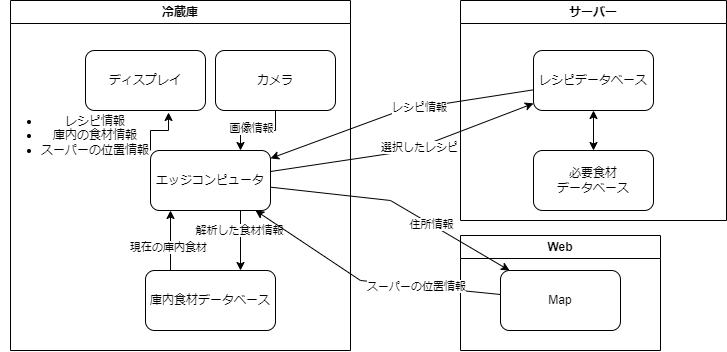 冷蔵庫
サーバー
ディスプレイ
カメラ
レシピデータベース
レシピ情報
• レシピ情報
• 庫内の食材情報
• スーパーの位置情報
画像情報
選択したレシピ
エッジコンピュータ
必要食材
データベース
住所情報
解析した食材情報
現在の庫内食材
Web
スーパーの位置情報
庫内食材データベース
Map